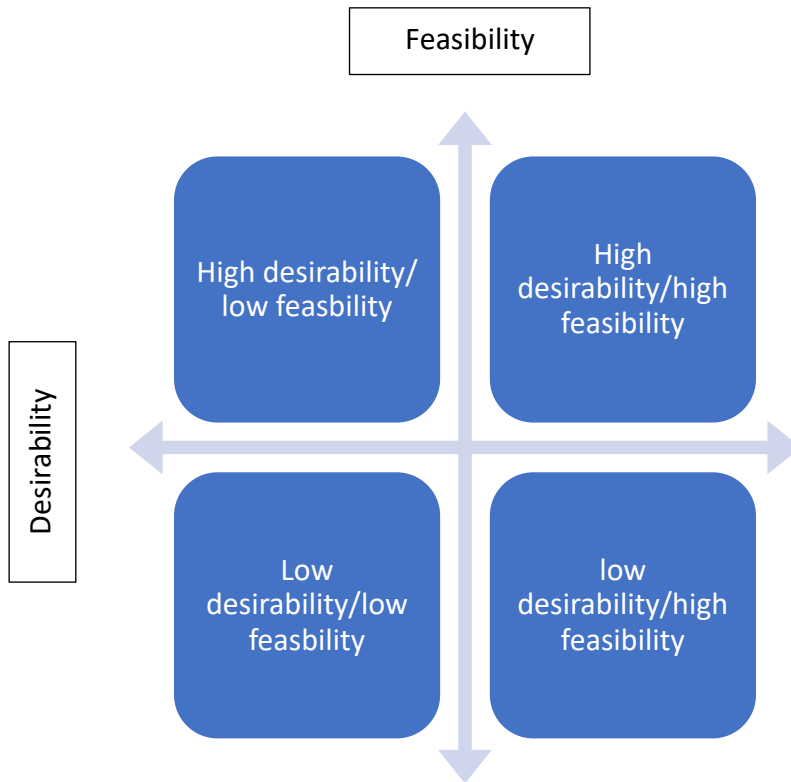 Feasibility
High desirability/
low feasbility
High
desirability/high
feasibility
Desirability
Low
desirability/low
feasbility
low
desirability/high
feasibility